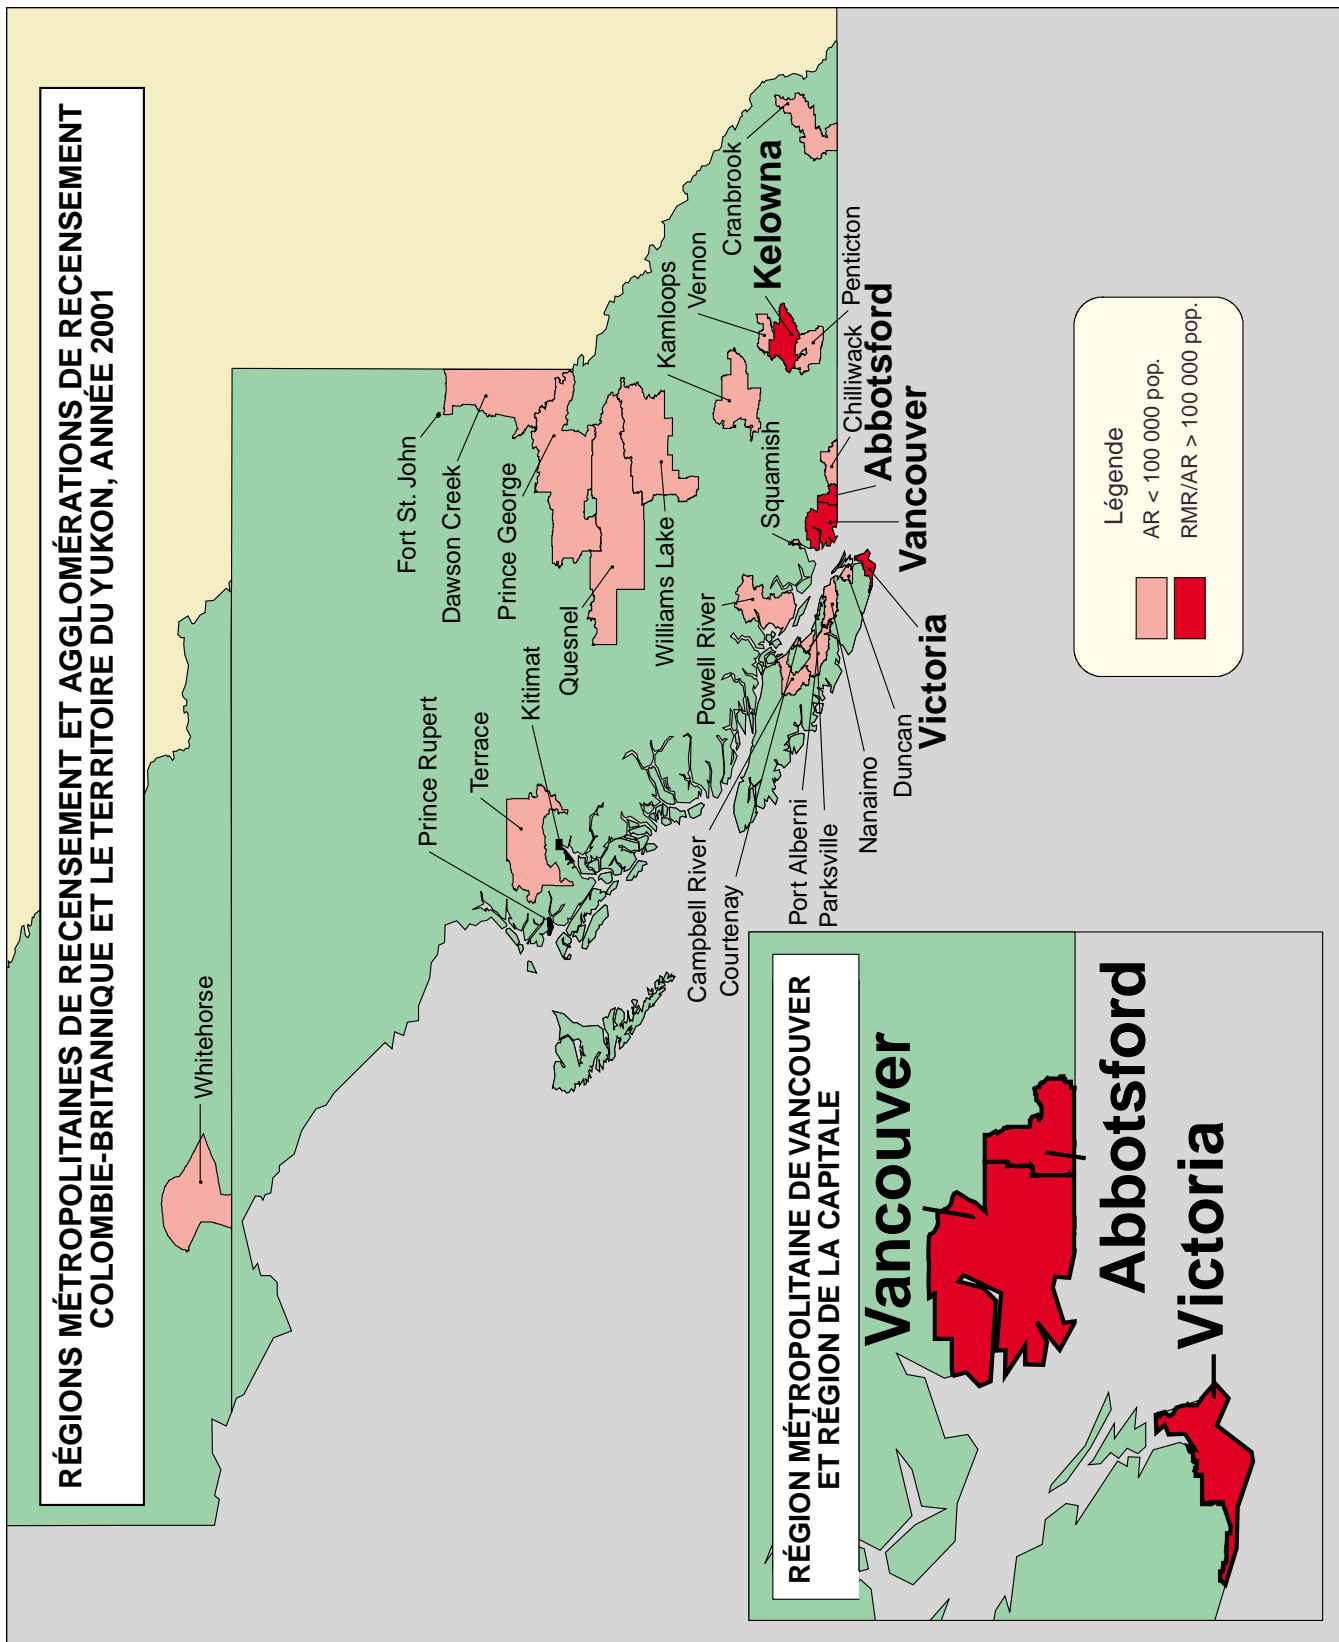 RÉGIONS MÉTROPOLITAINES DE RECENSEMENT ET AGGLOMÉRATIONS DE RECENSEMENT
COLOMBIE-BRITANNIQUE ET LE TERRITOIRE DU YUKON, ANNÉE 2001
Whitehorse
Fort St. John
Dawson Creek
Prince George
Quesnel
Williams Lake
Prince Rupert
Terrace
Kitimat
Powell River
Campbell River
Courtenay
Port Alberni
Parksville
Nanaimo
Duncan
Victoria
Squamish
Kamloops
Vernon
Cranbrook
Kelowna
Penticton
Chilliwack
Abbotsford
Vancouver
RÉGION MÉTROPOLITAINE DE VANCOUVER
ET RÉGION DE LA CAPITALE
Vancouver
Abbotsford
Victoria
Légende
AR < 100 000 pop.
RMR/AR > 100 000 pop.